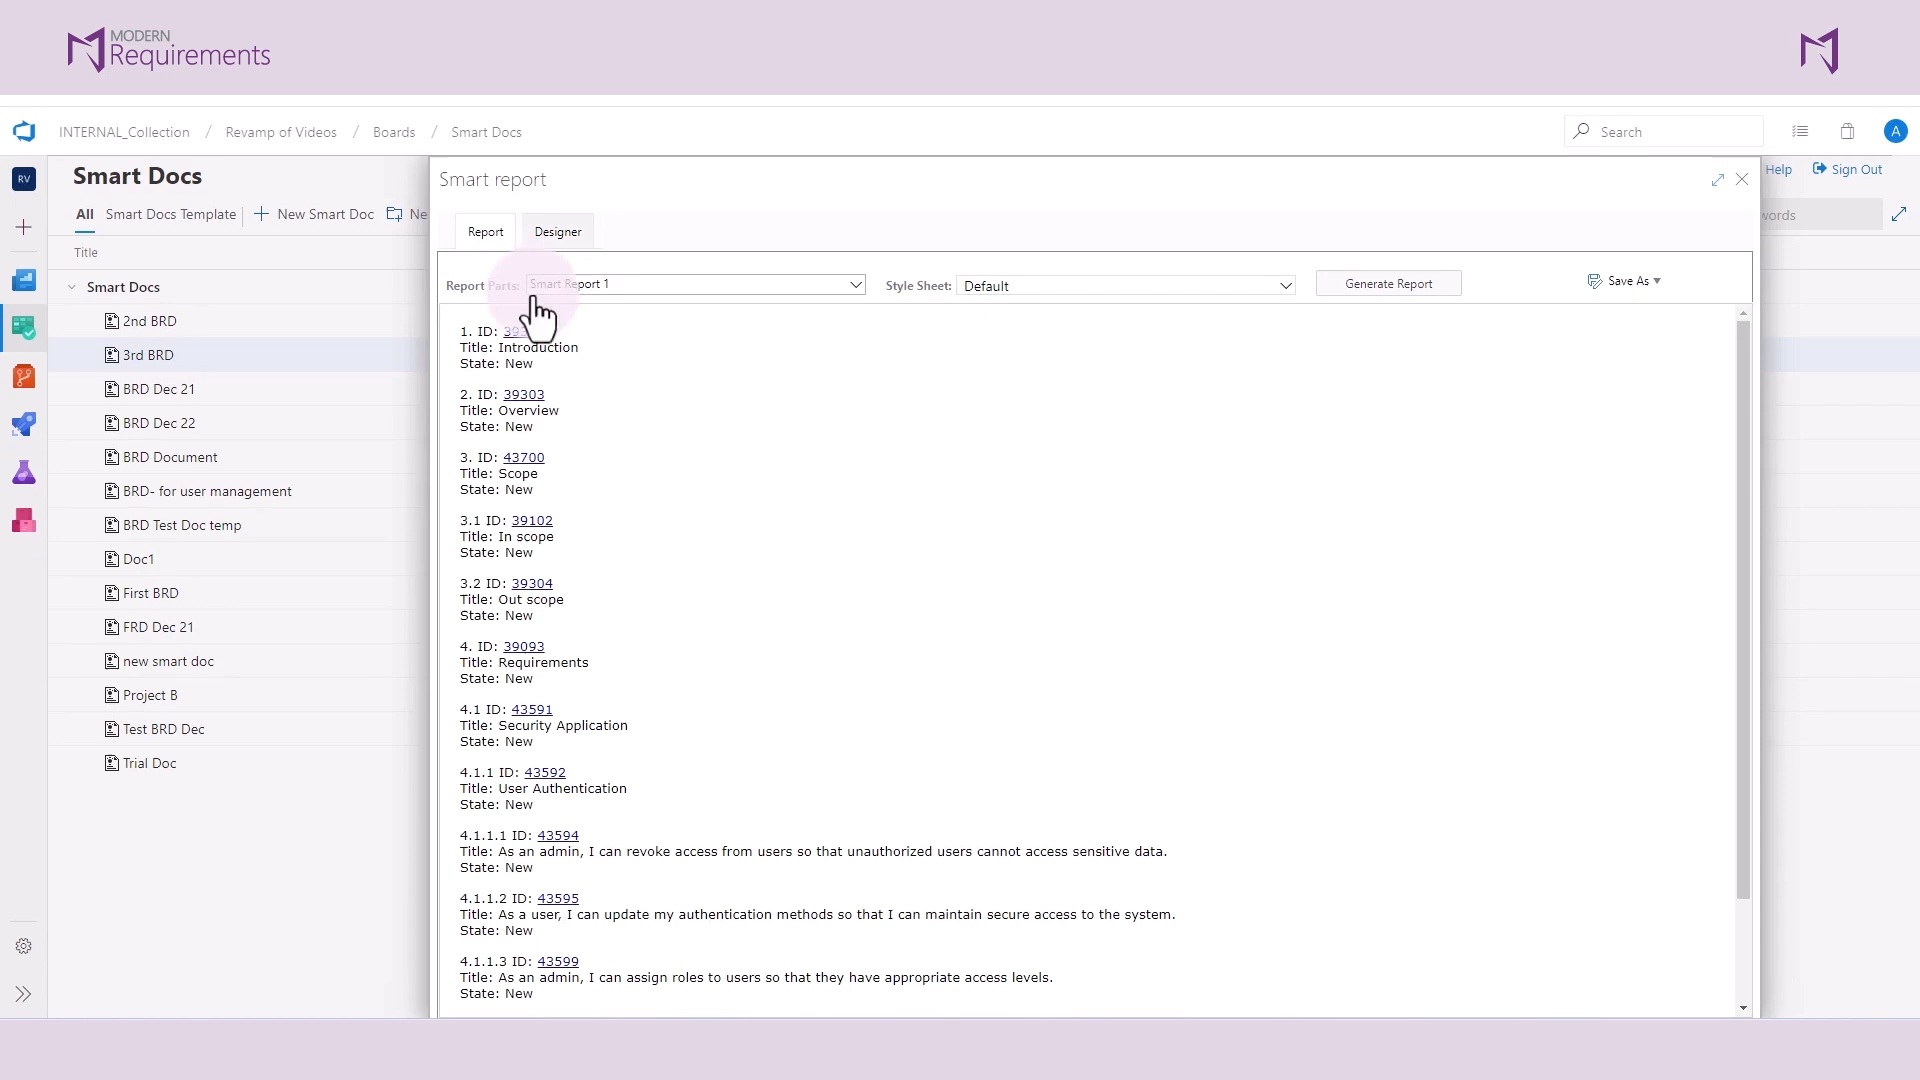 MODERN
Requirements
INTERNAL_Collection / Revamp of Videos / Boards / Smart Docs
Search
A
RV
Smart Docs
All Smart Docs Template New Smart Doc Ne
Title
Smart Docs
2nd BRD
3rd BRD
BRD Dec 21
BRD Dec 22
BRD Document
BRD- for user management
BRD Test Doc temp
Doc1
First BRD
FRD Dec 21
new smart doc
Project B
Test BRD Dec
Trial Doc
Smart report
Help Sign Out
words
Report Designer
Report Parts: Smart Report 1 Style Sheet: Default Generate Report Save As
1. ID:
Title: Introduction
State: New
2. ID: 39303
Title: Overview
State: New
3. ID: 43700
Title: Scope
State: New
3.1 ID: 39102
Title: In scope
State: New
3.2 ID: 39304
Title: Out scope
State: New
4. ID: 39093
Title: Requirements
State: New
4.1 ID: 43591
Title: Security Application
State: New
4.1.1 ID: 43592
Title: User Authentication
State: New
4.1.1.1 ID: 43594
Title: As an admin, I can revoke access from users so that unauthorized users cannot access sensitive data.
State: New
4.1.1.2 ID: 43595
Title: As a user, I can update my authentication methods so that I can maintain secure access to the system.
State: New
4.1.1.3 ID: 43599
Title: As an admin, I can assign roles to users so that they have appropriate access levels.
State: New